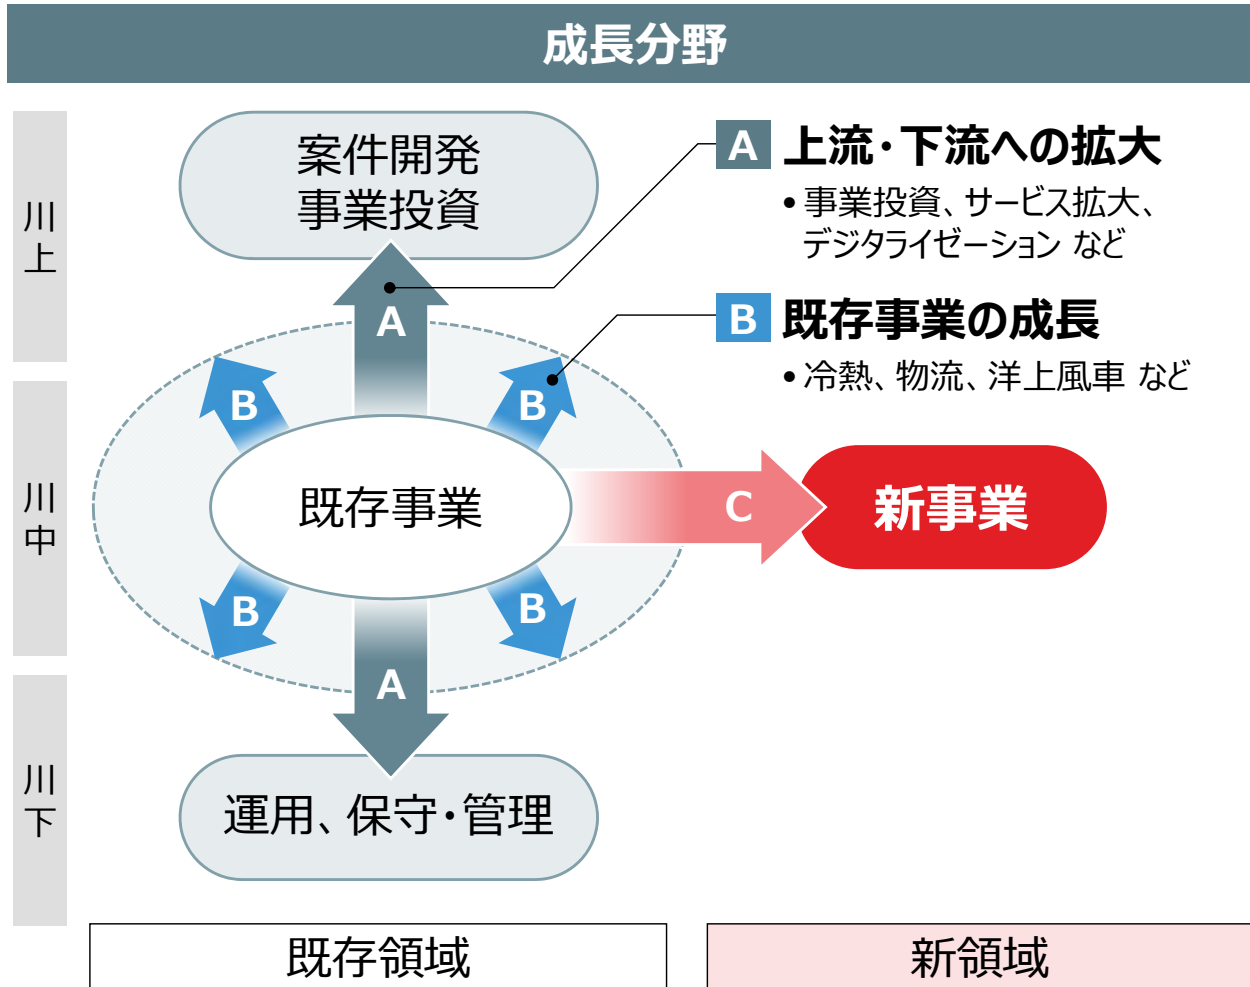 成長分野
川上
案件開発
事業投資
A 上流・下流への拡大
• 事業投資、サービス拡大、
デジタライゼーション など
A
B 既存事業の成長
• 冷熱、物流、洋上風車 など
B
B
川中
既存事業
C
新事業
B
B
A
川下
運用、保守・管理
既存領域
新領域